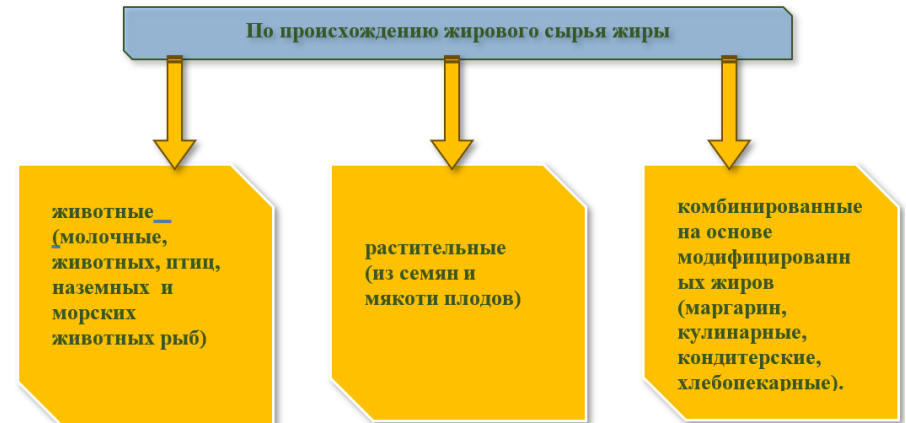 По происхождению жирового сырья жиры
животные
(молочные,
животных, птиц,
наземных и
морских
животных рыб)
растительные
(из семян и
мякоти плодов)
комбинированные
на основе
модифицированн
ых жиров
(маргарин,
кулинарные,
кондитерские,
хлебопекарные).